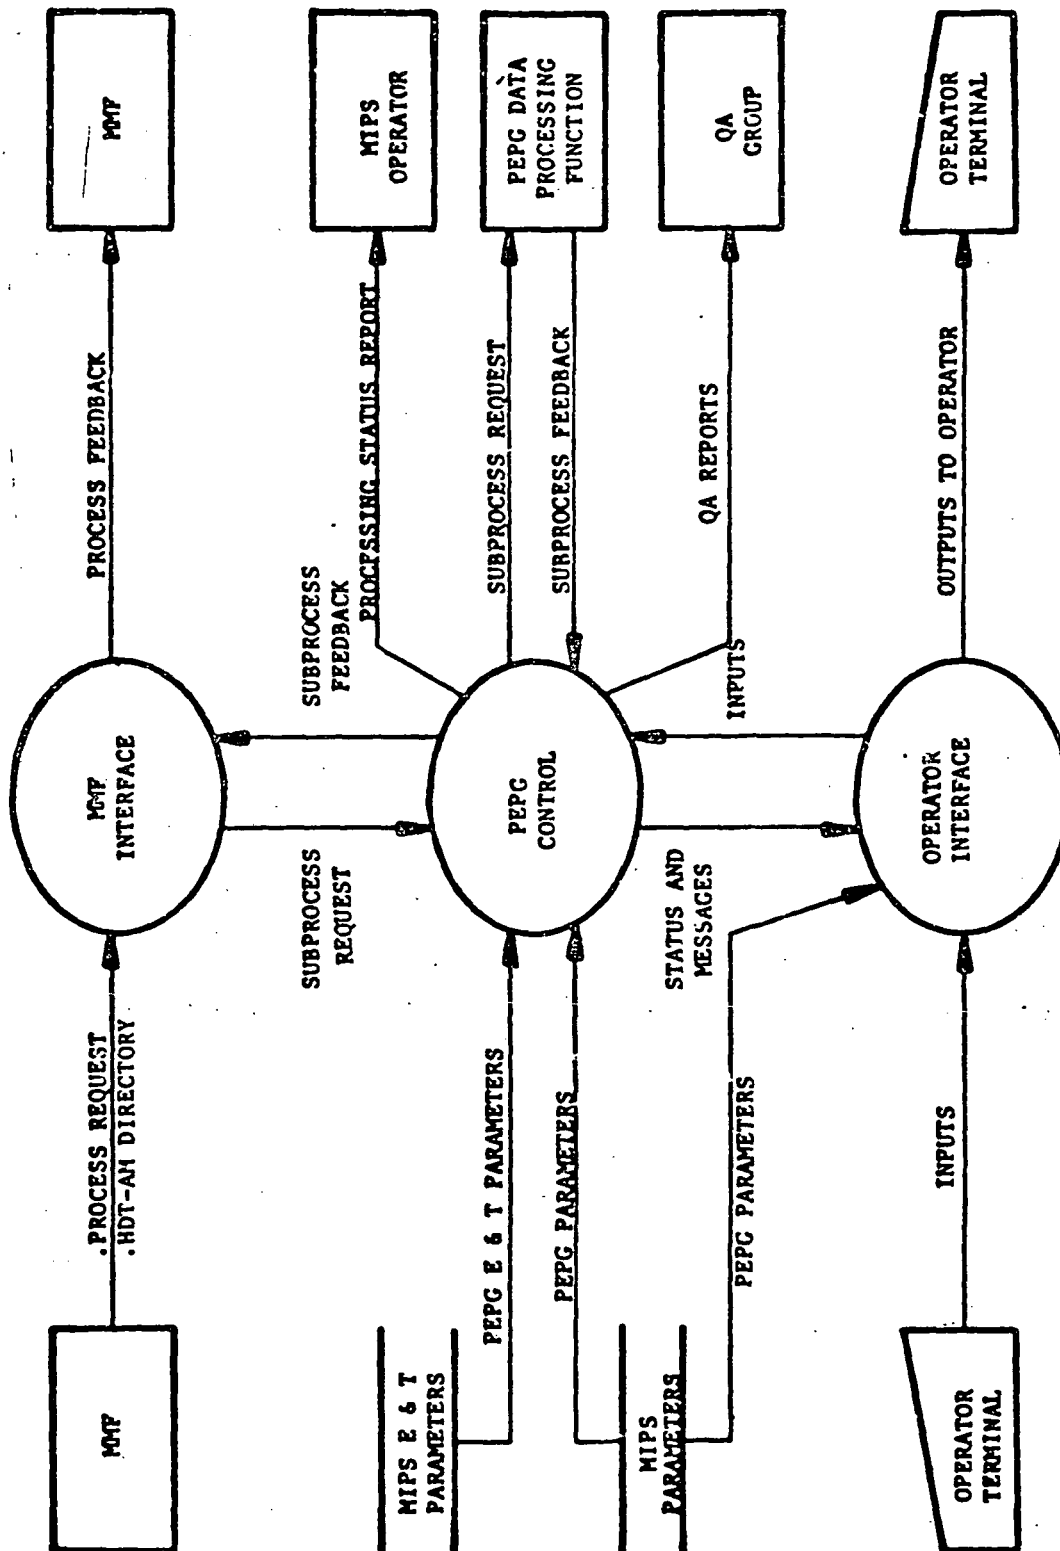 MMF
.PROCESS REQUEST
.HDT-AM DIRECTORY
MMF
INTERFACE
PROCESS FEEDBACK
MMF
SUBPROCESS
REQUEST
SUBPROCESS
FEEDBACK
MIPS E & T
PARAMETERS
PEPG E & T PARAMETERS
PROCESSING STATUS REPORT
MIPS
OPERATOR
PEPG
CONTROL
SUBPROCESS REQUEST
SUBPROCESS FEEDBACK
PEPG DATA
PROCESSING
FUNCTION
MIPS
PARAMETERS
PEPG PARAMETERS
PEPG PARAMETERS
STATUS AND
MESSAGES
INPUTS
QA REPORTS
QA
GROUP
OPERATOR
TERMINAL
INPUTS
OPERATOR
INTERFACE
OUTPUTS TO OPERATOR
OPERATOR
TERMINAL